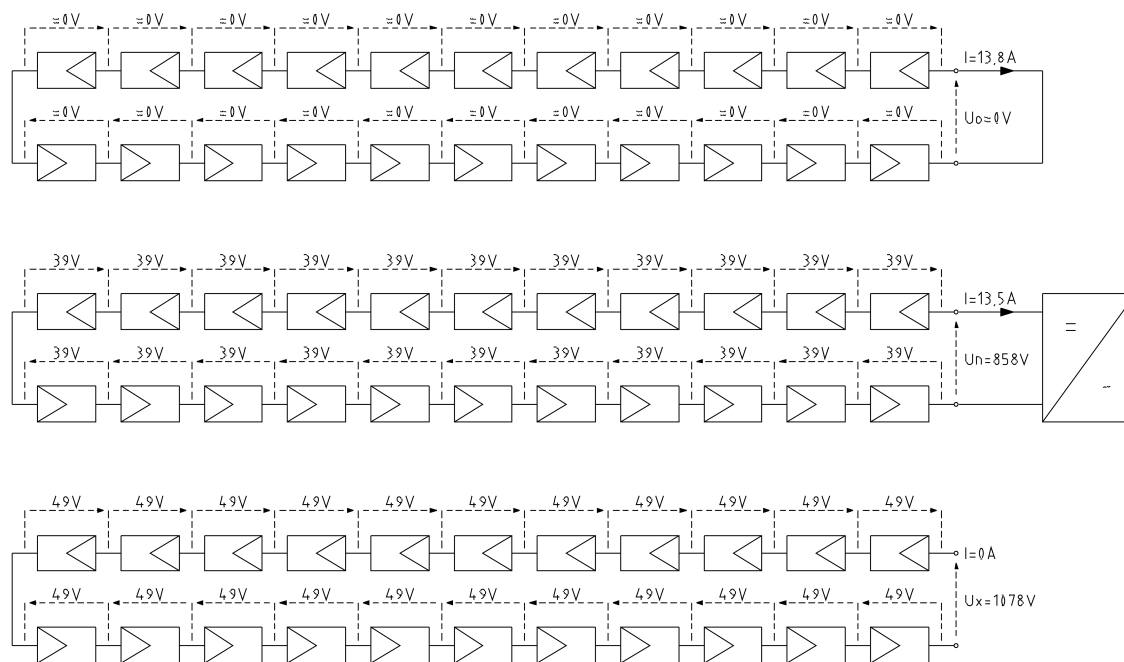 ≈0V ≈0V ≈0V ≈0V ≈0V ≈0V ≈0V ≈0V ≈0V ≈0V ≈0V
I=13,8A
≈0V ≈0V ≈0V ≈0V ≈0V ≈0V ≈0V ≈0V ≈0V ≈0V ≈0V
Uo≈0V
39V 39V 39V 39V 39V 39V 39V 39V 39V 39V 39V
I=13,5A
=
39V 39V 39V 39V 39V 39V 39V 39V 39V 39V 39V
Un=858V
~
49V 49V 49V 49V 49V 49V 49V 49V 49V 49V 49V
I=0A
49V 49V 49V 49V 49V 49V 49V 49V 49V 49V 49V
Ux=1078V